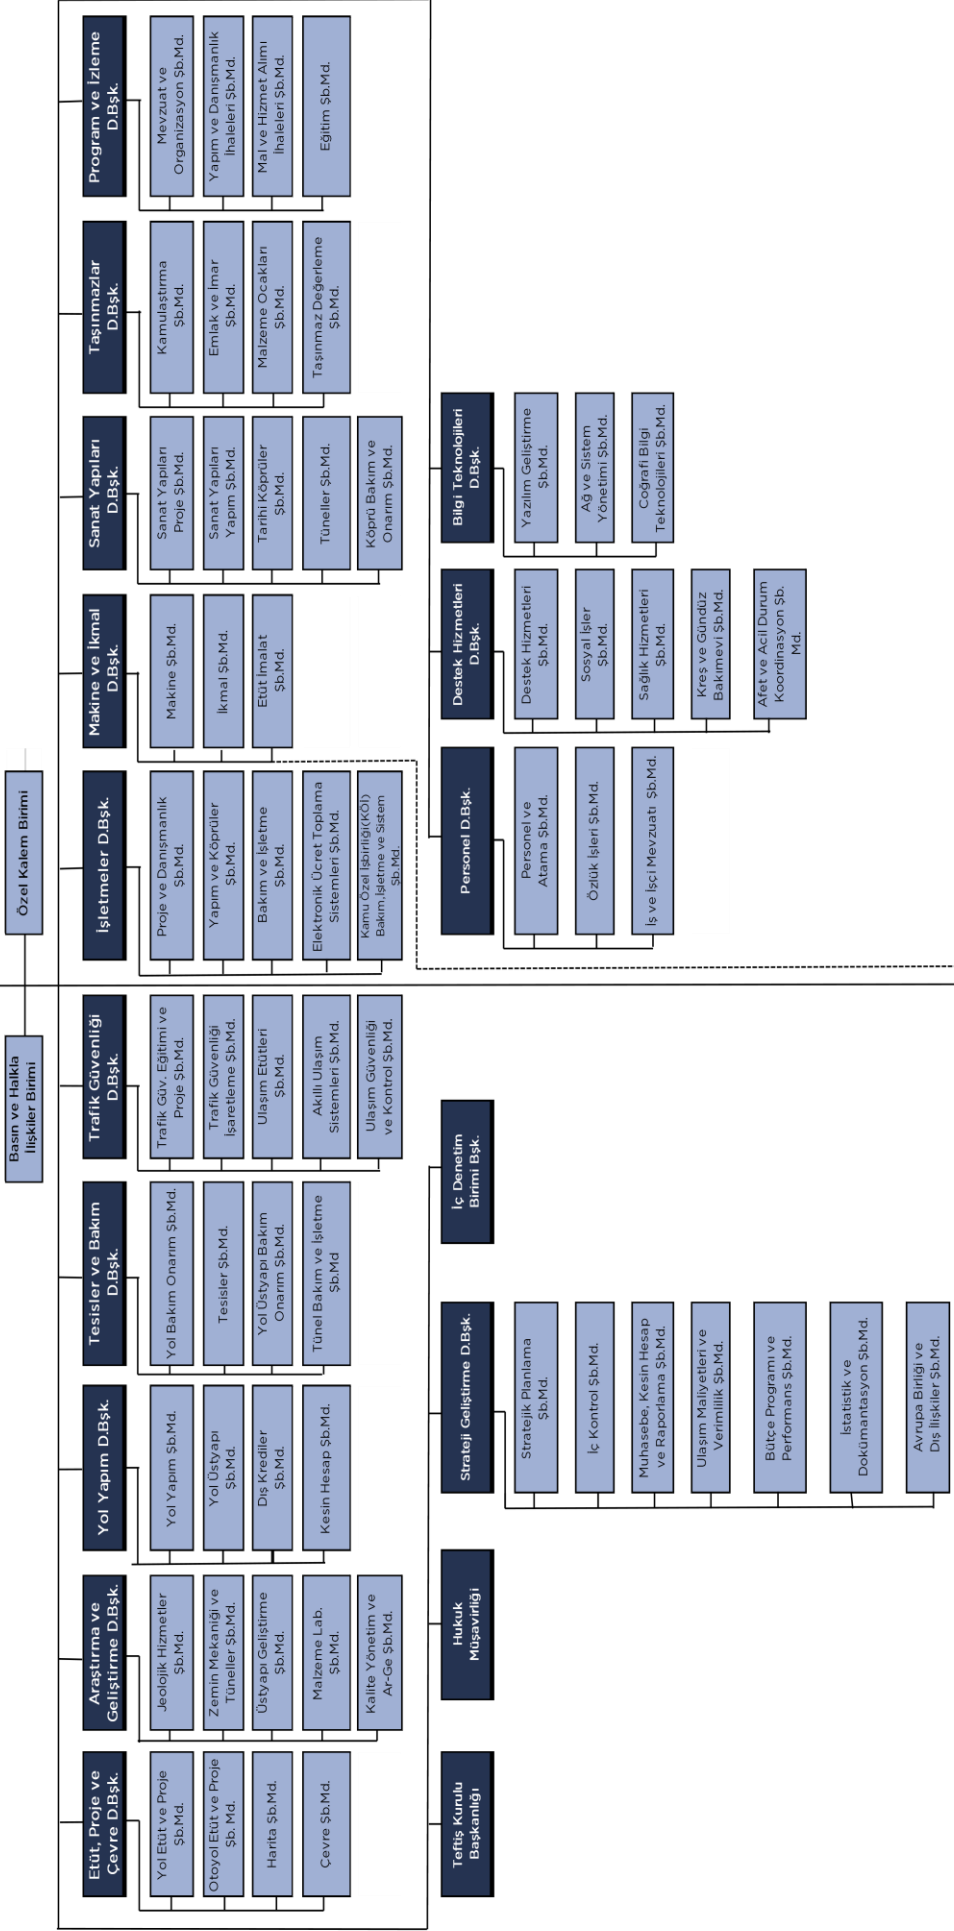 Basın ve Halkla
İlişkiler Birimi
Özel Kalem Birimi
Etüt, Proje ve
Çevre D.Bşk.
Yol Etüt ve Proje
Şb.Md.
Otoyol Etüt ve Proje
Şb. Md.
Harita Şb.Md.
Çevre Şb.Md.
Araştırma ve
Geliştirme D.Bşk.
Jeolojik Hizmetler
Şb.Md.
Zemin Mekaniği ve
Tüneller Şb.Md.
Üstyapı Geliştirme
Şb.Md.
Malzeme Lab.
Şb.Md.
Kalite Yönetim ve
Ar-Ge Şb.Md.
Yol Yapım D.Bşk.
Yol Yapım Şb.Md.
Yol Üstyapı
Şb.Md.
Dış Krediler
Şb.Md.
Kesin Hesap Şb.Md.
Tesisler ve Bakım
D.Bşk.
Yol Bakım Onarım Şb.Md.
Tesisler Şb.Md.
Yol Üstyapı Bakım
Onarım Şb.Md.
Tünel Bakım ve İşletme
Şb.Md
Trafik Güvenliği
D.Bşk.
Trafik Güv. Eğitimi ve
Proje Şb.Md.
Trafik Güvenliği
İşaretleme Şb.Md.
Ulaşım Etütleri
Şb.Md.
Akıllı Ulaşım
Sistemleri Şb.Md.
Ulaşım Güvenliği
ve Kontrol Şb.Md.
İşletmeler D.Bşk.
Proje ve Danışmanlık
Şb.Md.
Yapım ve Köprüler
Şb.Md.
Bakım ve İşletme
Şb.Md.
Elektronik Ücret Toplama
Sistemleri Şb.Md.
Kamu Özel İşbirliği(KÖİ)
Bakım,İşletme ve Sistem
Şb.Md.
Makine ve İkmal
D.Bşk.
Makine Şb.Md.
İkmal Şb.Md.
Etüt İmalat
Şb.Md.
Sanat Yapıları
D.Bşk.
Sanat Yapıları
Proje Şb.Md.
Sanat Yapıları
Yapım Şb.Md.
Tarihi Köprüler
Şb.Md.
Tüneller Şb.Md.
Köprü Bakım ve
Onarım Şb.Md.
Taşınmazlar
D.Bşk.
Kamulaştırma
Şb.Md.
Emlak ve İmar
Şb.Md.
Malzeme Ocakları
Şb.Md.
Taşınmaz Değerleme
Şb.Md.
Program ve İzleme
D.Bşk.
Mevzuat ve
Organizasyon Şb.Md.
Yapım ve Danışmanlık
İhaleleri Şb.Md.
Mal ve Hizmet Alımı
İhaleleri Şb.Md.
Eğitim Şb.Md.
Teftiş Kurulu
Başkanlığı
Hukuk
Müşavirliği
Strateji Geliştirme D.Bşk.
Stratejik Planlama
Şb.Md.
İç Kontrol Şb.Md.
Muhasebe, Kesin Hesap
ve Raporlama Şb.Md.
Ulaşım Maliyetleri ve
Verimlilik Şb.Md.
Bütçe Programı ve
Performans Şb.Md.
İstatistik ve
Dokümantasyon Şb.Md.
Avrupa Birliği ve
Dış İlişkiler Şb.Md.
İç Denetim
Birimi Bşk.
Personel D.Bşk.
Personel ve
Atama Şb.Md.
Özlük İşleri Şb.Md.
İş ve İşçi Mevzuatı Şb.Md.
Destek Hizmetleri
D.Bşk.
Destek Hizmetleri
Şb.Md.
Sosyal İşler
Şb.Md.
Sağlık Hizmetleri
Şb.Md.
Kreş ve Gündüz
Bakımevi Şb.Md.
Afet ve Acil Durum
Koordinasyon Şb.
Md.
Bilgi Teknolojileri
D.Bşk.
Yazılım Geliştirme
Şb.Md.
Ağ ve Sistem
Yönetimi Şb.Md.
Coğrafi Bilgi
Teknolojileri Şb.Md.